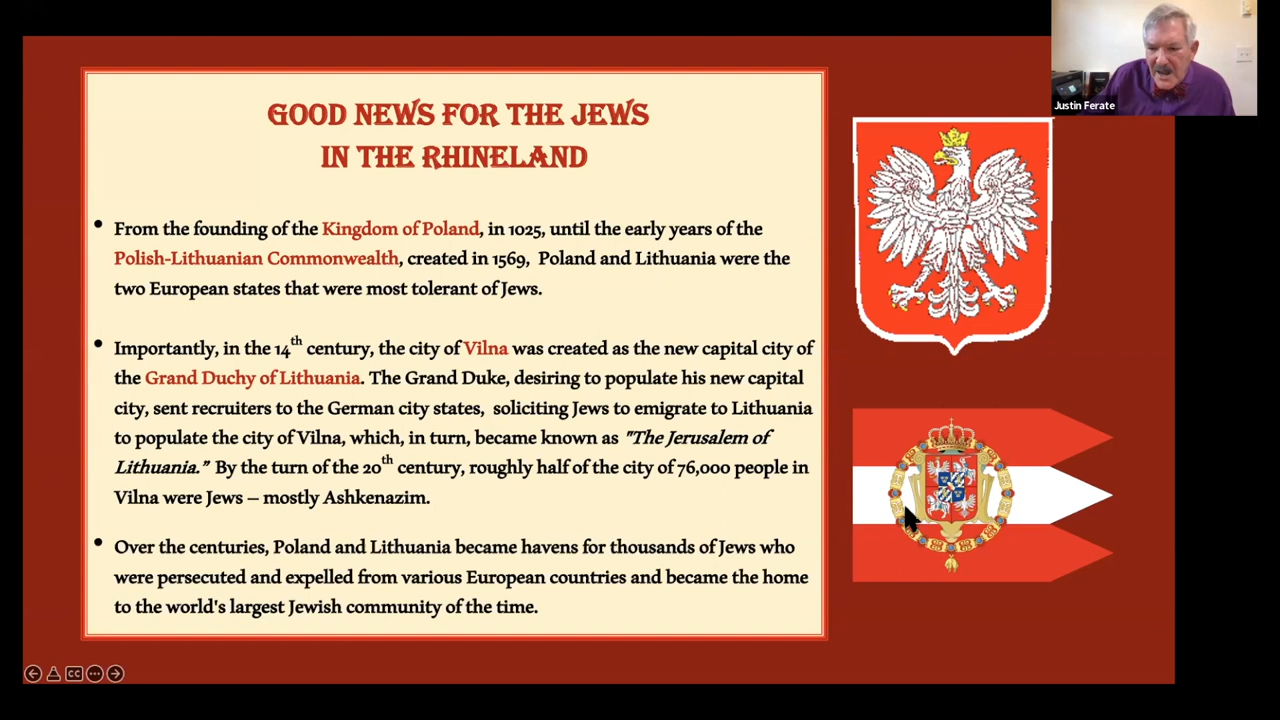 GOOD NEWS FOR THE JEWS
IN THE RHINELAND
• From the founding of the Kingdom of Poland, in 1025, until the early years of the
Polish-Lithuanian Commonwealth, created in 1569, Poland and Lithuania were the
two European states that were most tolerant of Jews.
• Importantly, in the 14th century, the city of Vilna was created as the new capital city of
the Grand Duchy of Lithuania. The Grand Duke, desiring to populate his new capital
city, sent recruiters to the German city states, soliciting Jews to emigrate to Lithuania
to populate the city of Vilna, which, in turn, became known as "The Jerusalem of
Lithuania.” By the turn of the 20th century, roughly half of the city of 76,000 people in
Vilna were Jews – mostly Ashkenazim.
• Over the centuries, Poland and Lithuania became havens for thousands of Jews who
were persecuted and expelled from various European countries and became the home
to the world's largest Jewish community of the time.
Justin Ferate
CC